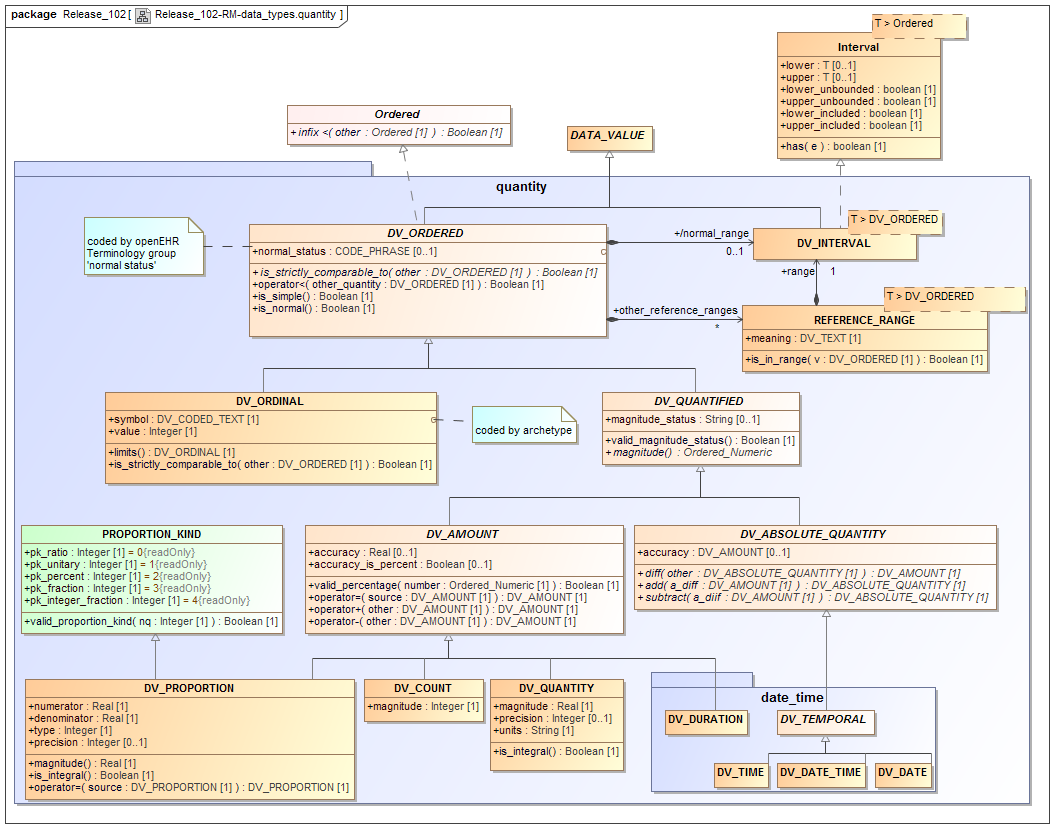 package Release_102 [ Release_102-RM-data_types.quantity ]
T > Ordered
Interval
+lower : T [0..1]
+upper : T [0..1]
+lower_unbounded : boolean [1]
+upper_unbounded : boolean [1]
+lower_included : boolean [1]
+upper_included : boolean [1]
+has( e ) : boolean [1]
Ordered
+ infix <( other : Ordered [1] ) : Boolean [1]
DATA_VALUE
quantity
coded by openEHR
Terminology group
'normal status'
DV_ORDERED
+normal_status : CODE_PHRASE [0..1]
+ is_strictly_comparable_to( other : DV_ORDERED [1] ) : Boolean [1]
+operator<( other_quantity : DV_ORDERED [1] ) : Boolean [1]
+is_simple() : Boolean [1]
+is_normal() : Boolean [1]
+/normal_range
0..1
T > DV_ORDERED
DV_INTERVAL
+range
1
+other_reference_ranges
*
T > DV_ORDERED
REFERENCE_RANGE
+meaning : DV_TEXT [1]
+is_in_range( v : DV_ORDERED [1] ) : Boolean [1]
DV_ORDINAL
+symbol : DV_CODED_TEXT [1]
+value : Integer [1]
+limits() : DV_ORDINAL [1]
+is_strictly_comparable_to( other : DV_ORDERED [1] ) : Boolean [1]
coded by archetype
DV_QUANTIFIED
+magnitude_status : String [0..1]
+valid_magnitude_status() : Boolean [1]
+ magnitude() : Ordered_Numeric
PROPORTION_KIND
+pk_ratio : Integer [1] = 0{readOnly}
+pk_unitary : Integer [1] = 1{readOnly}
+pk_percent : Integer [1] = 2{readOnly}
+pk_fraction : Integer [1] = 3{readOnly}
+pk_integer_fraction : Integer [1] = 4{readOnly}
+valid_proportion_kind( nq : Integer [1] ) : Boolean [1]
DV_AMOUNT
+accuracy : Real [0..1]
+accuracy_is_percent : Boolean [0..1]
+valid_percentage( number : Ordered_Numeric [1] ) : Boolean [1]
+operator=( source : DV_AMOUNT [1] ) : DV_AMOUNT [1]
+operator+( other : DV_AMOUNT [1] ) : DV_AMOUNT [1]
+operator-( other : DV_AMOUNT [1] ) : DV_AMOUNT [1]
DV_ABSOLUTE_QUANTITY
+accuracy : DV_AMOUNT [0..1]
+ diff( other : DV_ABSOLUTE_QUANTITY [1] ) : DV_AMOUNT [1]
+ add( a_diff : DV_AMOUNT [1] ) : DV_ABSOLUTE_QUANTITY [1]
+ subtract( a_diff : DV_AMOUNT [1] ) : DV_ABSOLUTE_QUANTITY [1]
DV_PROPORTION
+numerator : Real [1]
+denominator : Real [1]
+type : Integer [1]
+precision : Integer [0..1]
+magnitude() : Real [1]
+is_integral() : Boolean [1]
+operator=( source : DV_PROPORTION [1] ) : DV_PROPORTION [1]
DV_COUNT
+magnitude : Integer [1]
DV_QUANTITY
+magnitude : Real [1]
+precision : Integer [0..1]
+units : String [1]
+is_integral() : Boolean [1]
date_time
DV_DURATION
DV_TEMPORAL
DV_TIME
DV_DATE_TIME
DV_DATE